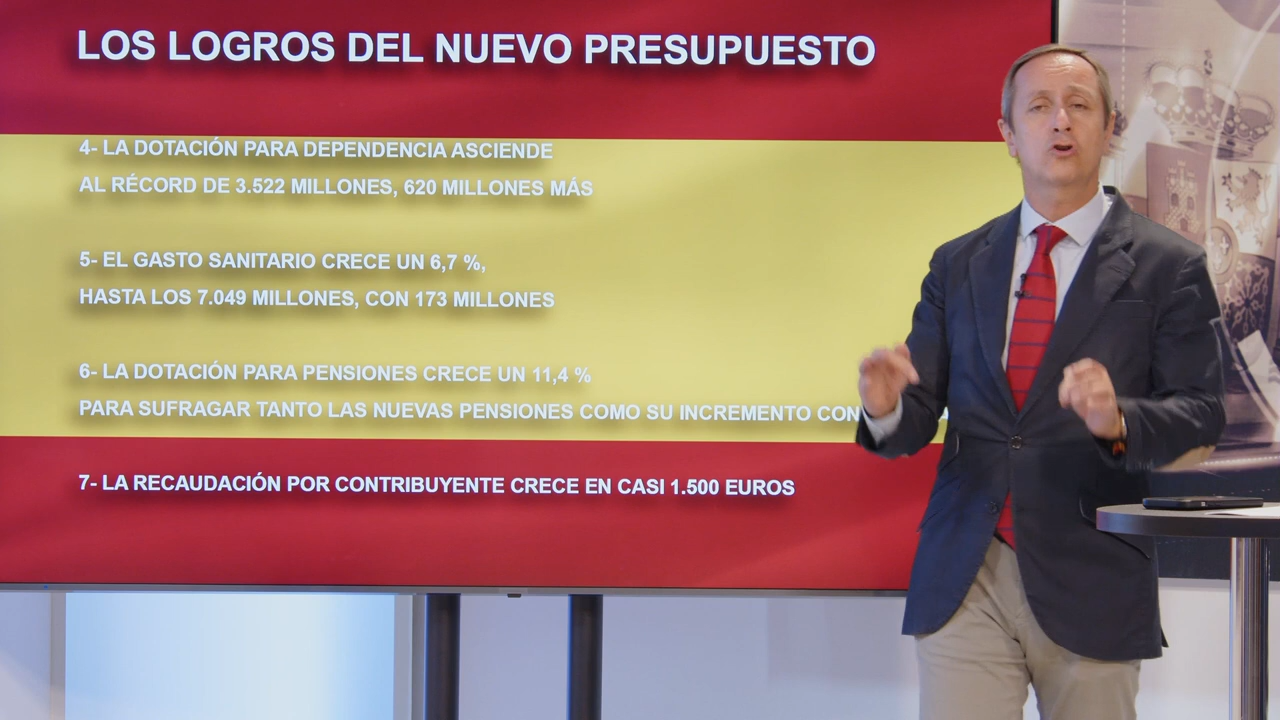 LOS LOGROS DEL NUEVO PRESUPUESTO
4- LA DOTACIÓN PARA DEPENDENCIA ASCIENDE
AL RÉCORD DE 3.522 MILLONES, 620 MILLONES MÁS
5- EL GASTO SANITARIO CRECE UN 6,7 %,
HASTA LOS 7.049 MILLONES, CON 173 MILLONES
6- LA DOTACIÓN PARA PENSIONES CRECE UN 11,4 %
PARA SUFRAGAR TANTO LAS NUEVAS PENSIONES COMO SU INCREMENTO CON
7- LA RECAUDACIÓN POR CONTRIBUYENTE CRECE EN CASI 1.500 EUROS